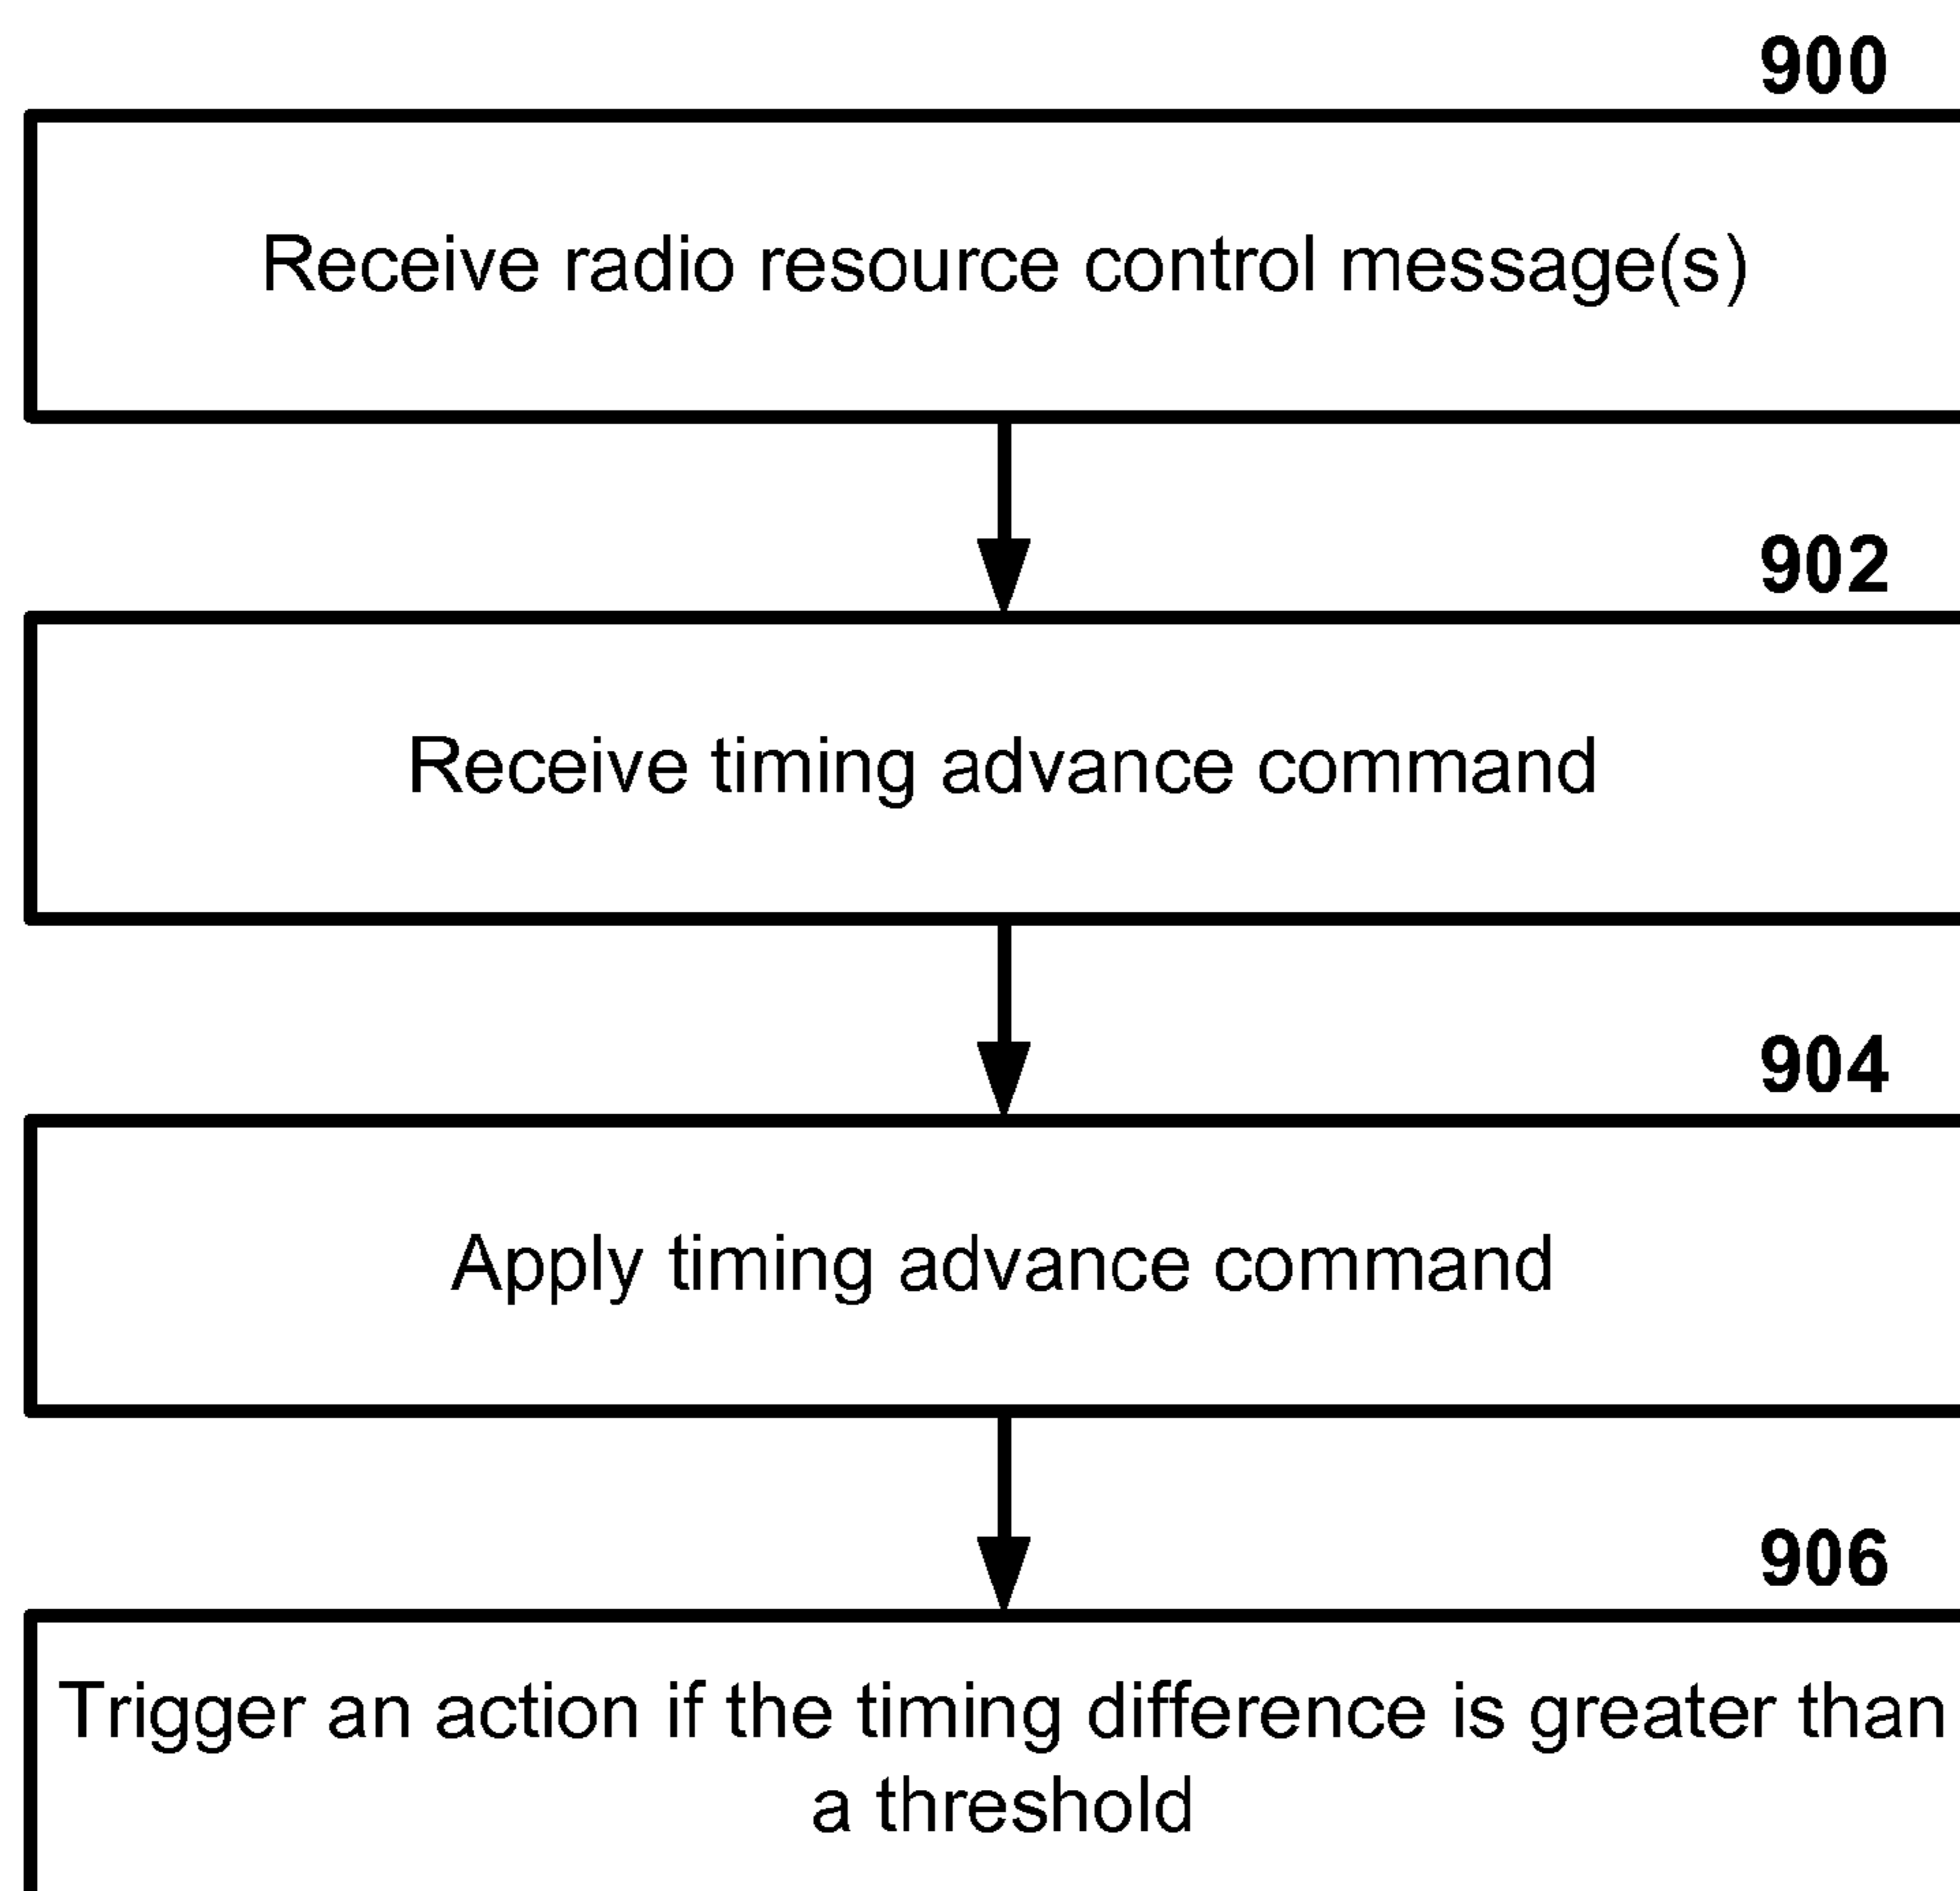 900
Receive radio resource control message(s)
902
Receive timing advance command
904
Apply timing advance command
906
Trigger an action if the timing difference is greater than
a threshold